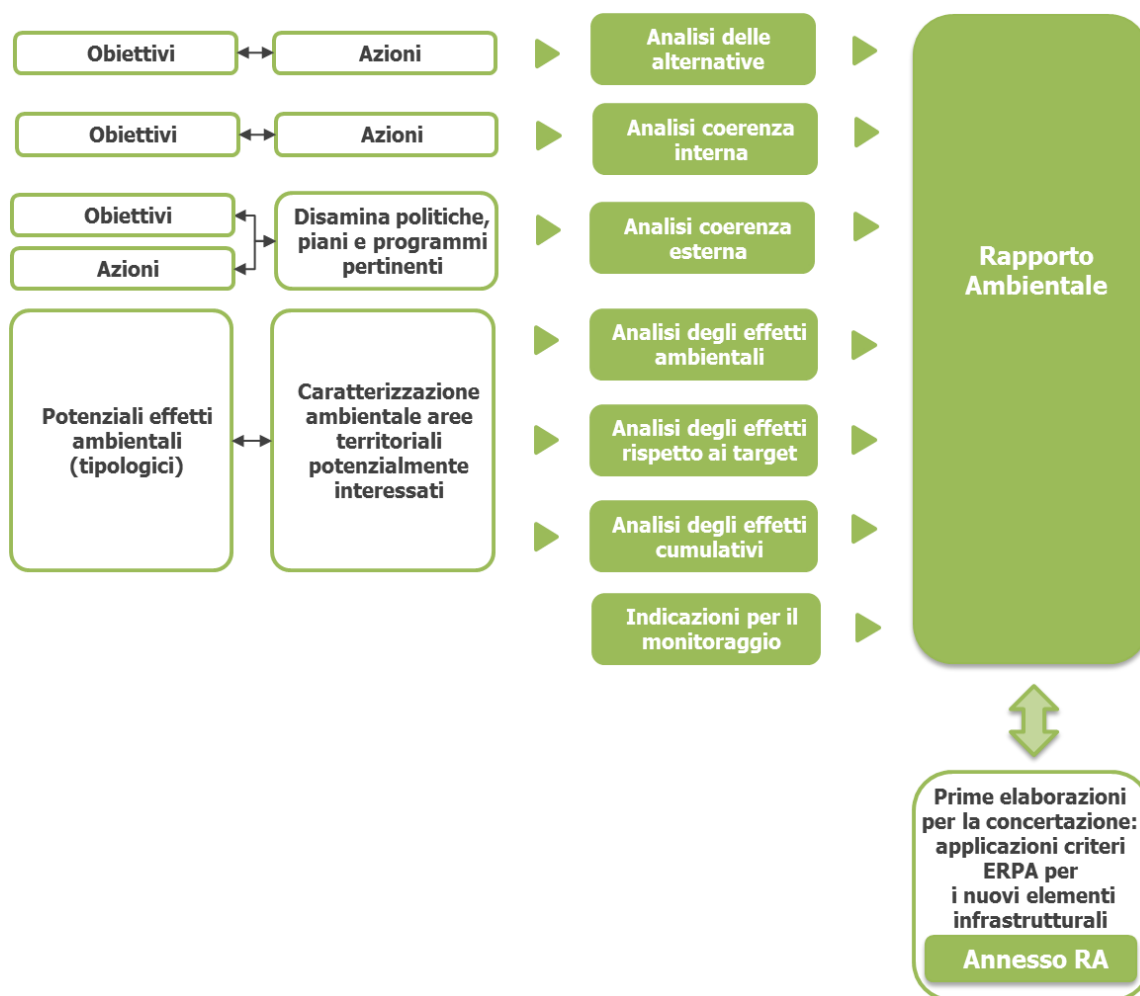 Obiettivi
Azioni
Analisi delle
alternative
Obiettivi
Azioni
Analisi coerenza
interna
Obiettivi
Azioni
Disamina politiche,
piani e programmi
pertinenti
Analisi coerenza
esterna
Potenziali effetti
ambientali
(tipologici)
Caratterizzazione
ambientale aree
territoriali
potenzialmente
interessati
Analisi degli effetti
ambientali
Analisi degli effetti
rispetto ai target
Analisi degli effetti
cumulativi
Indicazioni per il
monitoraggio
Rapporto
Ambientale
Prime elaborazioni
per la concertazione:
applicazioni criteri
ERPA per
i nuovi elementi
infrastrutturali
Annesso RA